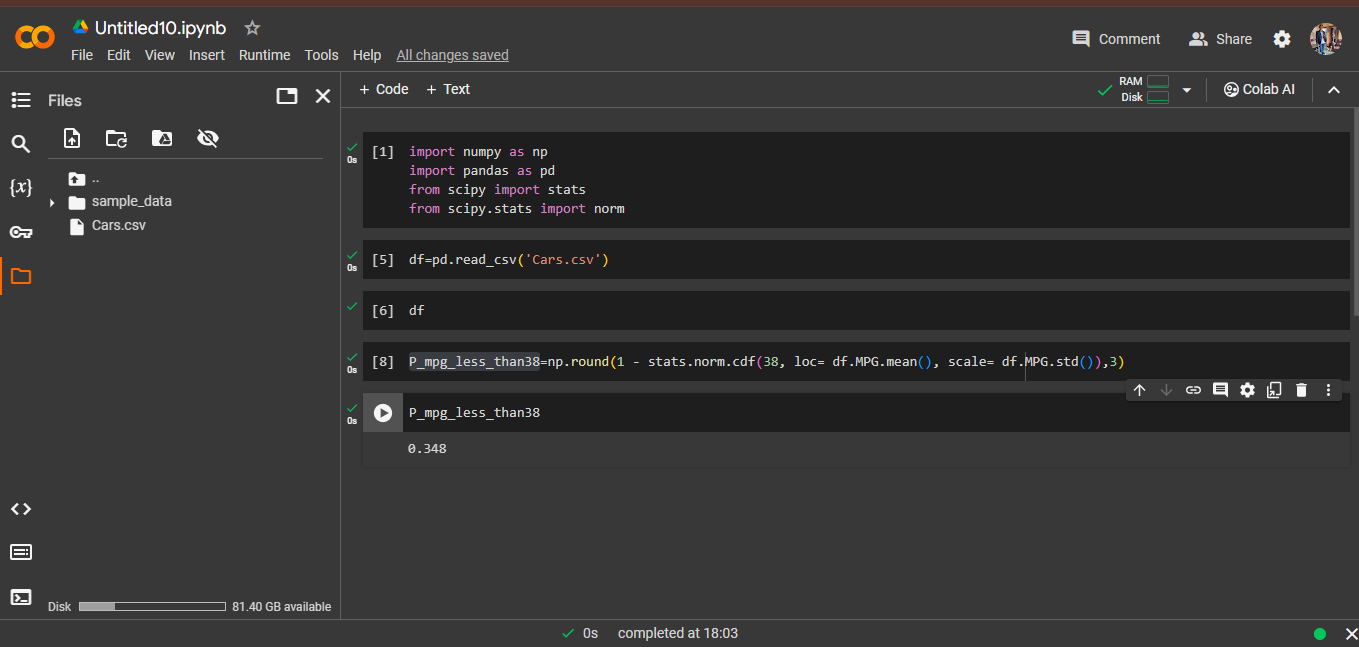 Untitled10.ipynb
File Edit View Insert Runtime Tools Help All changes saved
Comment Share
Files
+ Code + Text
RAM
Disk
Colab AI
..
sample_data
Cars.csv
{x}
0s
[1] import numpy as np
import pandas as pd
from scipy import stats
from scipy.stats import norm
0s
[5] df=pd.read_csv('Cars.csv')
[6] df
0s
[8] P_mpg_less_than38=np.round(1 - stats.norm.cdf(38, loc= df.MPG.mean(), scale= df.MPG.std()),3)
0s
P_mpg_less_than38
0.348
Disk 81.40 GB available
0s completed at 18:03